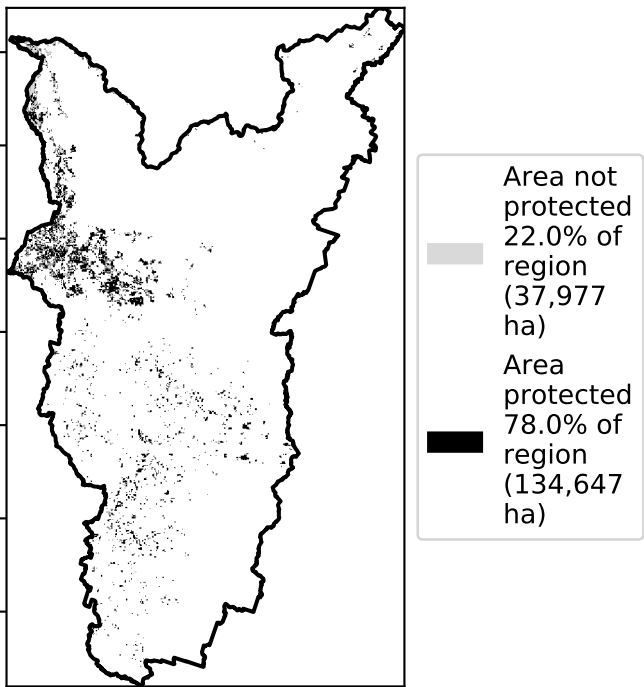 Area not
protected
22.0% of
region
(37,977
ha)
Area
protected
78.0% of
region
(134,647
ha)